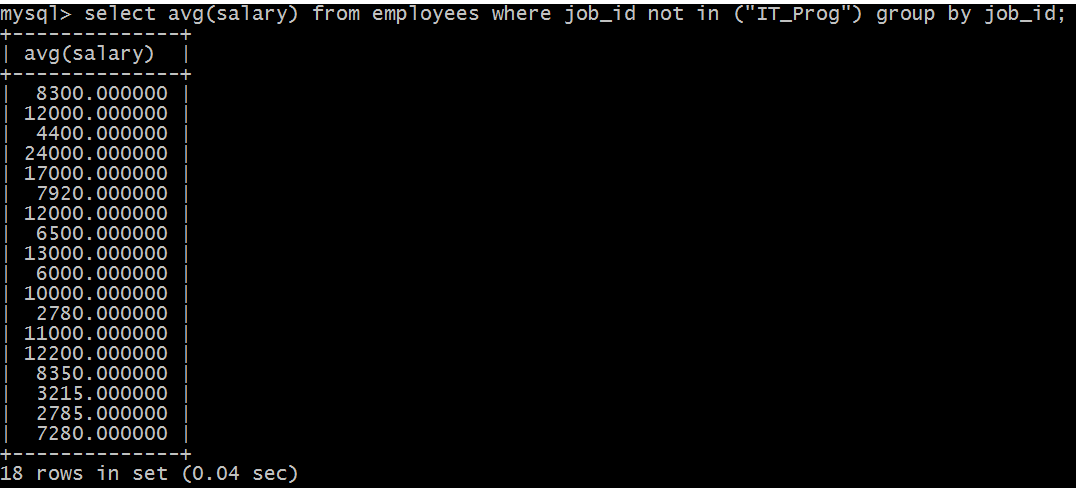 mysql> select avg(salary) from employees where job_id not in ("IT_Prog") group by job_id;
+--------------+
| avg(salary)  |
+--------------+
|  8300.000000 |
| 12000.000000 |
|  4400.000000 |
| 24000.000000 |
| 17000.000000 |
|  7920.000000 |
| 12000.000000 |
|  6500.000000 |
| 13000.000000 |
|  6000.000000 |
| 10000.000000 |
|  2780.000000 |
| 11000.000000 |
| 12200.000000 |
|  8350.000000 |
|  3215.000000 |
|  2785.000000 |
|  7280.000000 |
+--------------+
18 rows in set (0.04 sec)